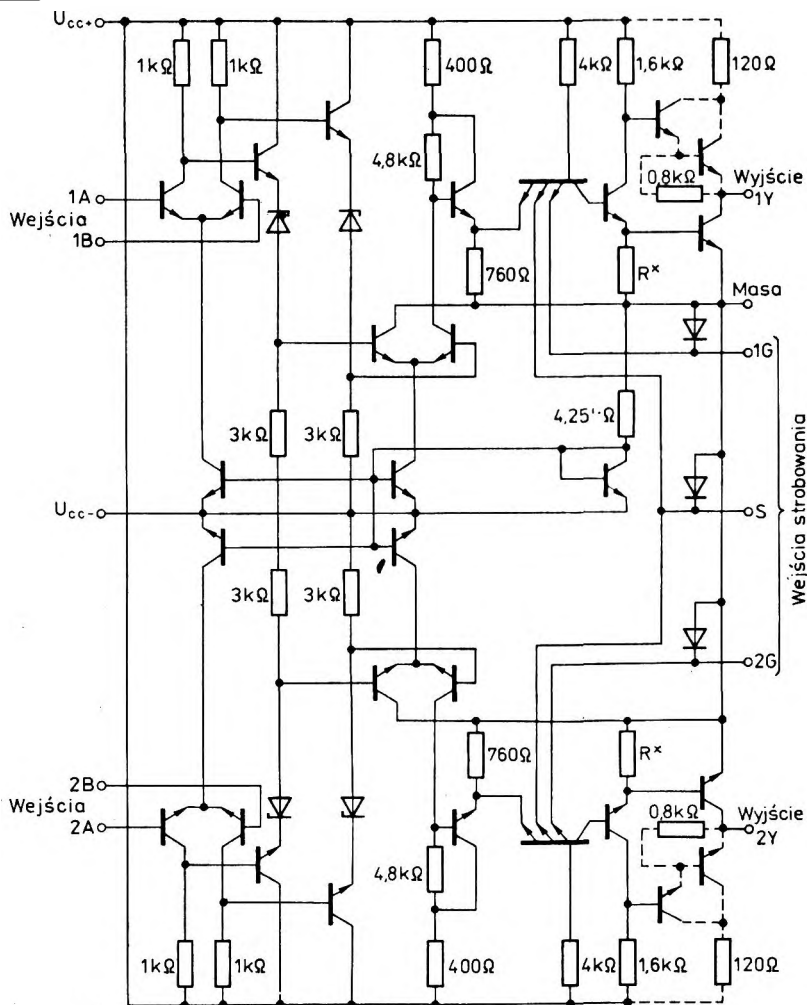 Ucc+
1kΩ 1kΩ 400Ω 4kΩ 1,6kΩ 120Ω
4,8kΩ
0,8kΩ
Wyjście
1Y
1A
Wejścia
1B
760Ω
R*
Masa
1G
3kΩ 3kΩ
4,25
Ucc-
S
Wejścia strobowania
3kΩ 3kΩ
2G
760Ω
R*
2B
Wejścia
2A
0,8kΩ
Wyjście
2Y
4,8kΩ
1kΩ 1kΩ 400Ω 4kΩ 1,6kΩ 120Ω